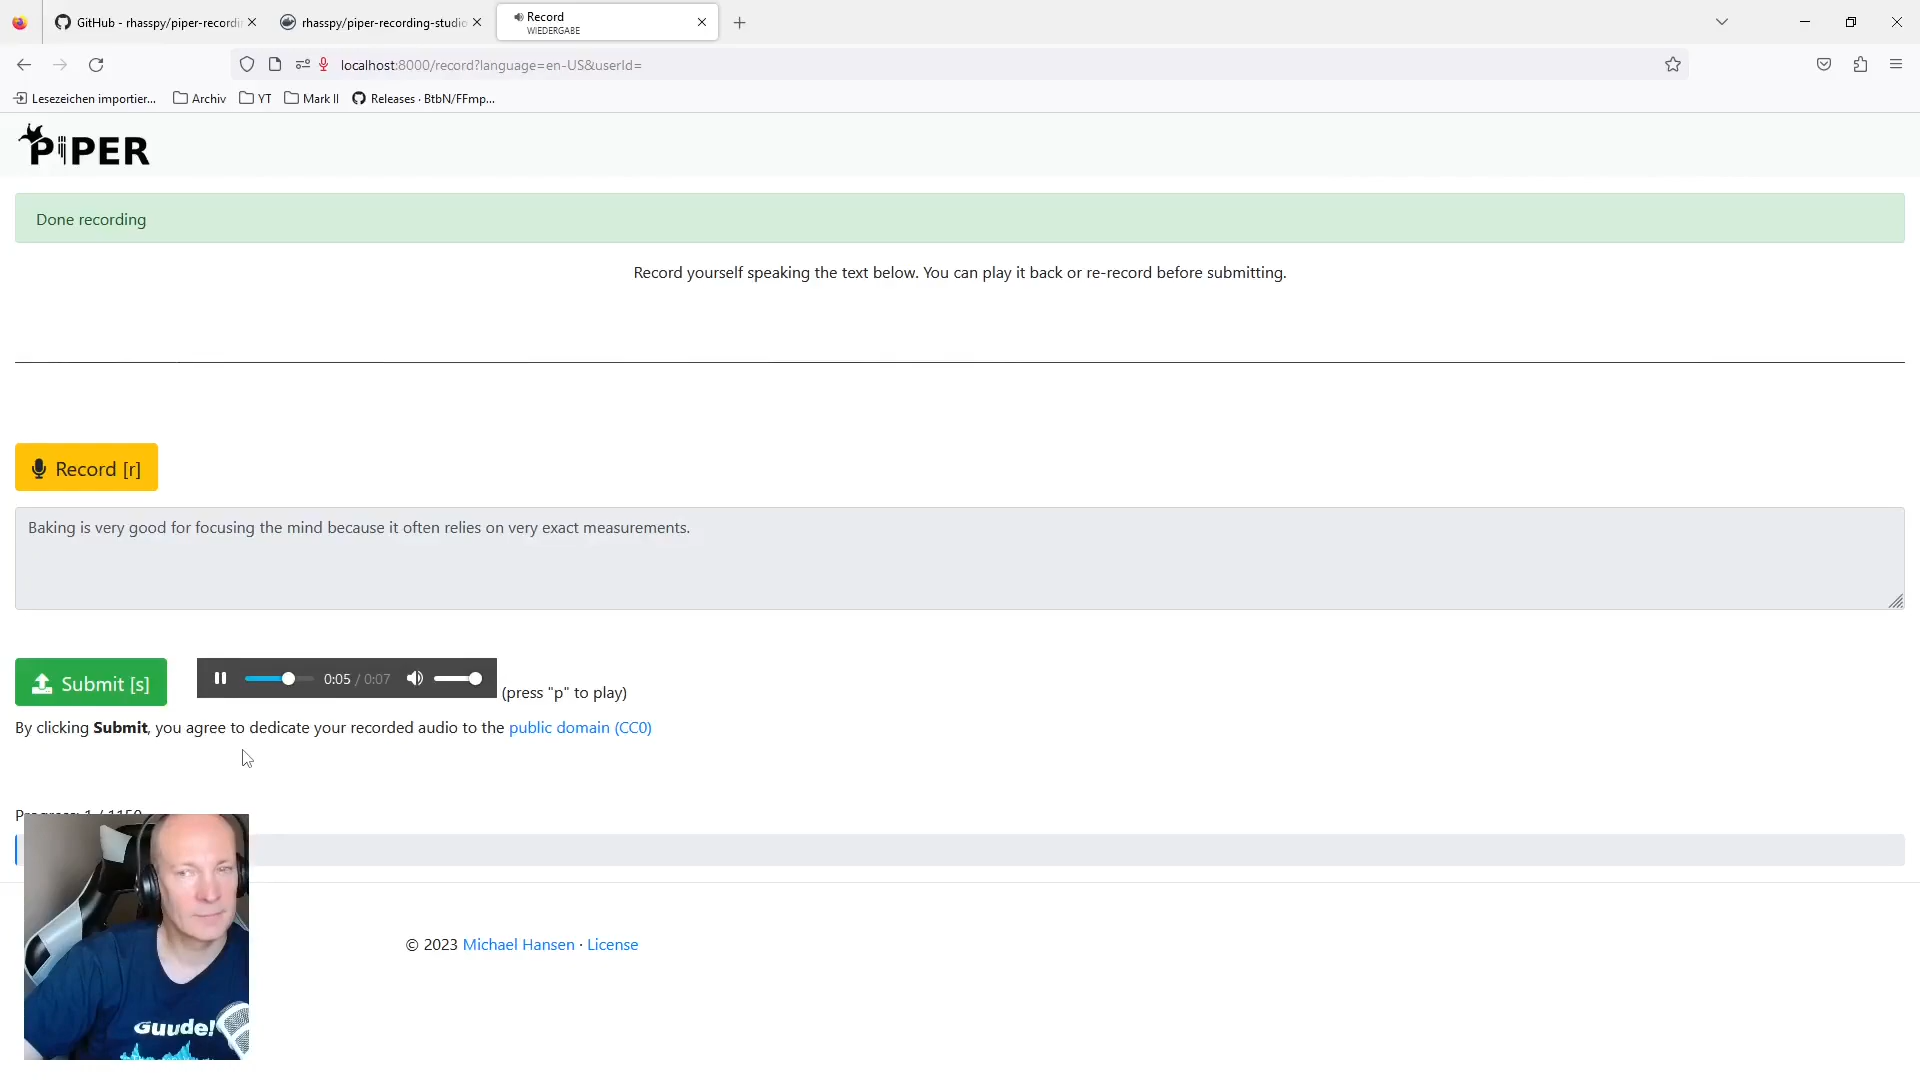 GitHub - rhasspy/piper-recordi
rhasspy/piper-recording-studio
Record
WIEDERGABE
localhost:8000/record?language=en-US&userId=
Lesezeichen importier...
Archiv
YT
Mark II
Releases · BtbN/FFmp...
PIPER
Done recording
Record yourself speaking the text below. You can play it back or re-record before submitting.
Record [r]
Baking is very good for focusing the mind because it often relies on very exact measurements.
Submit [s]
0:05 / 0:07
(press "p" to play)
By clicking Submit, you agree to dedicate your recorded audio to the public domain (CC0)
Progress: 1 / 1150
© 2023 Michael Hansen · License
Guude!